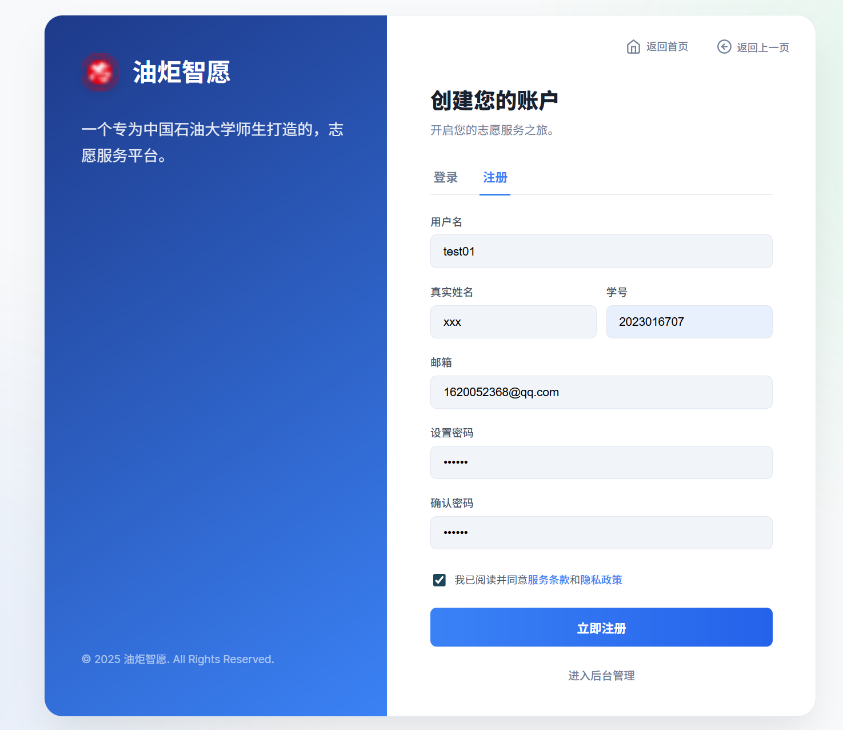 油炬智愿
一个专为中国石油大学师生打造的，志
愿服务平台。
© 2025 油炬智愿. All Rights Reserved.
返回首页 返回上一页
创建您的账户
开启您的志愿服务之旅。
登录 注册
用户名
test01
真实姓名 学号
xxx 2023016707
邮箱
1620052368@qq.com
设置密码
••••••
确认密码
••••••
我已阅读并同意服务条款和隐私政策
立即注册
进入后台管理